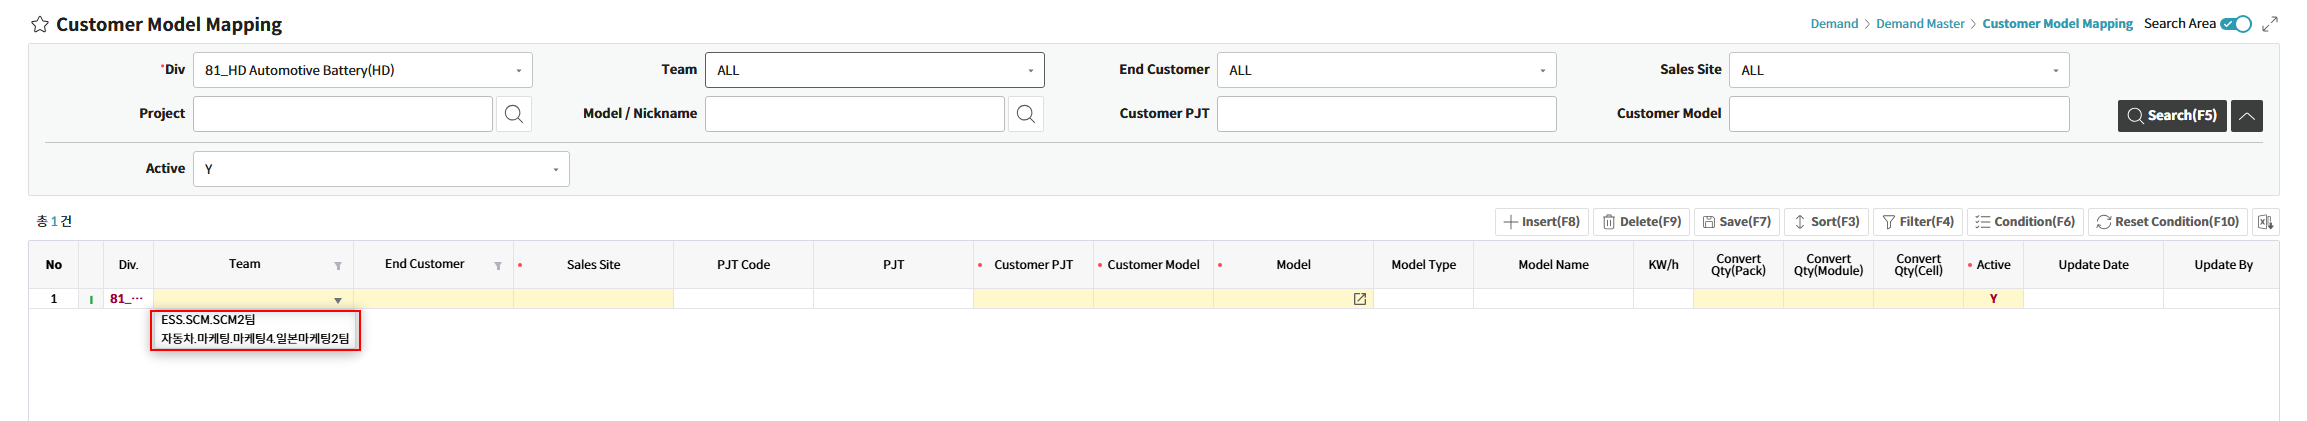 Customer Model Mapping
Demand > Demand Master > Customer Model Mapping Search Area
*Div 81_HD Automotive Battery(HD) Team ALL End Customer ALL Sales Site ALL
Project Model / Nickname Customer PJT Customer Model Search(F5)
Active Y
총 1 건 Insert(F8) Delete(F9) Save(F7) Sort(F3) Filter(F4) Condition(F6) Reset Condition(F10)
No Div. Team End Customer Sales Site PJT Code PJT Customer PJT Customer Model Model Model Type Model Name KW/h Convert Qty(Pack) Convert Qty(Module) Convert Qty(Cell) Active Update Date Update By
1 I 81_··· Y
ESS.SCM.SCM2팀
자동차.마케팅.마케팅4.일본마케팅2팀